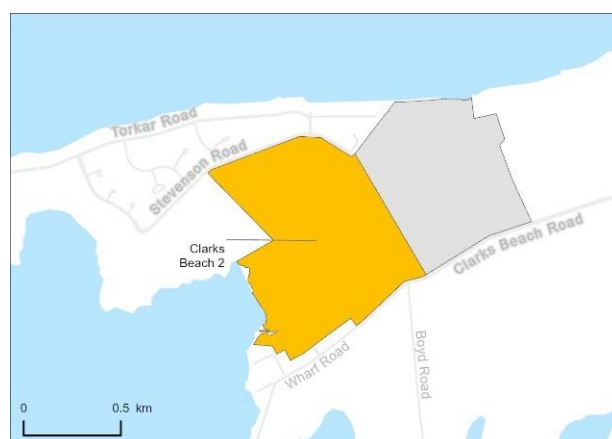 Torkar Road
Stevenson Road
Clarks
Beach 2
Clarks Beach Road
Boyd Road
Wharf Road
0 0.5 km